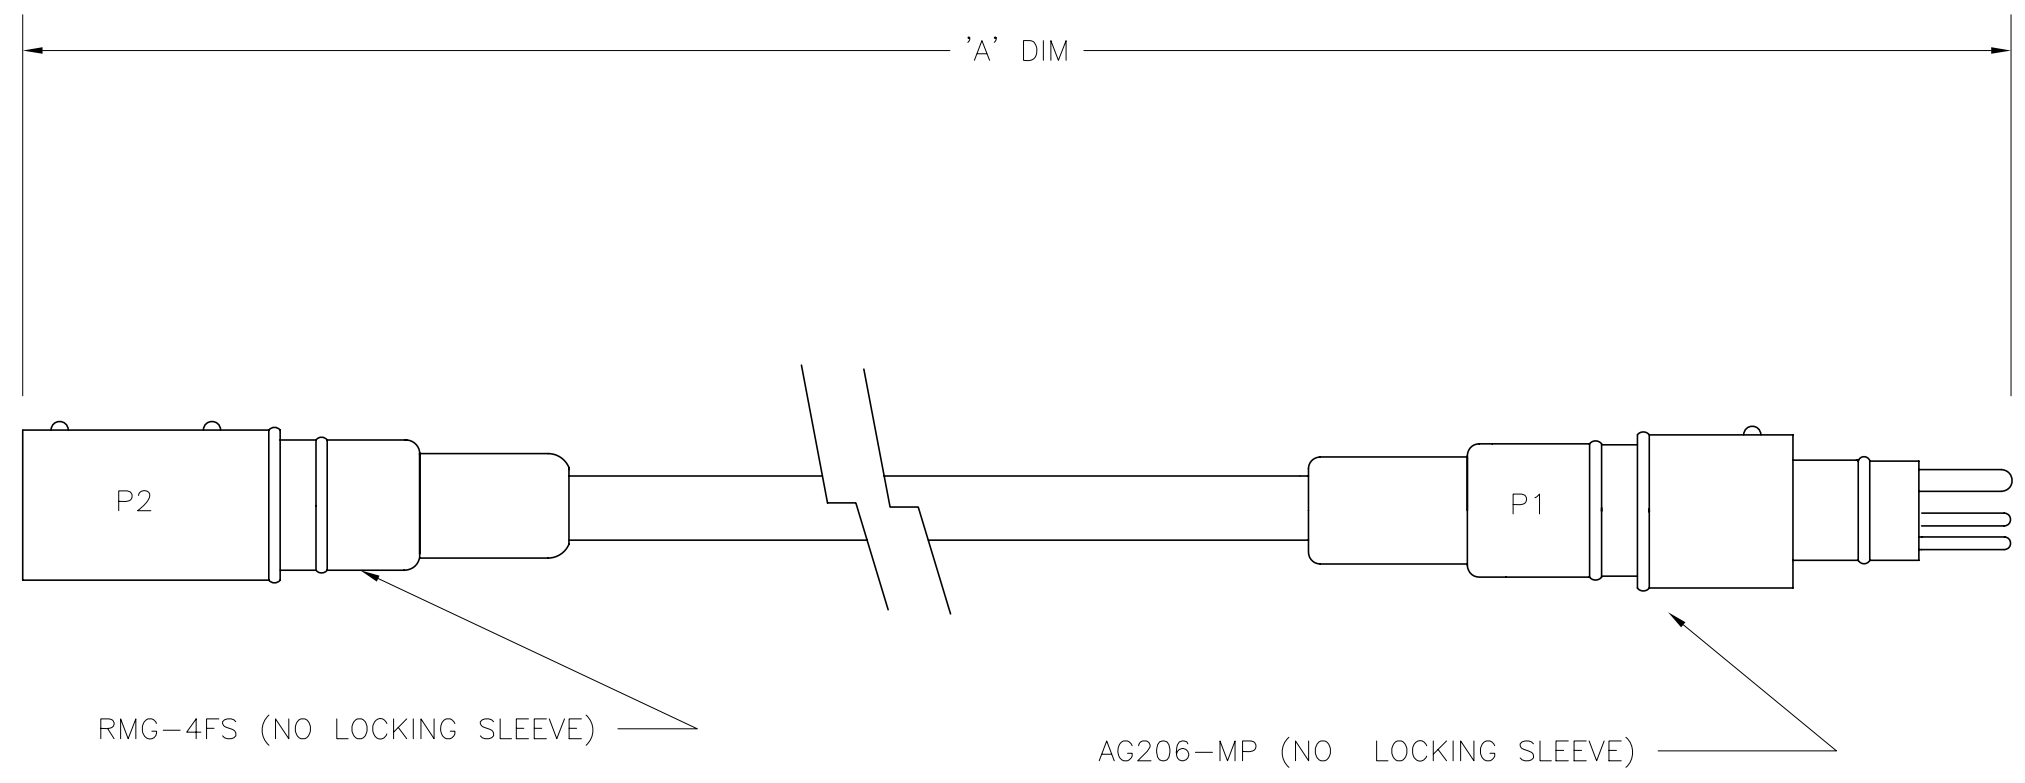 'A' DIM
P2
P1
RMG-4FS (NO LOCKING SLEEVE)
AG206-MP (NO LOCKING SLEEVE)